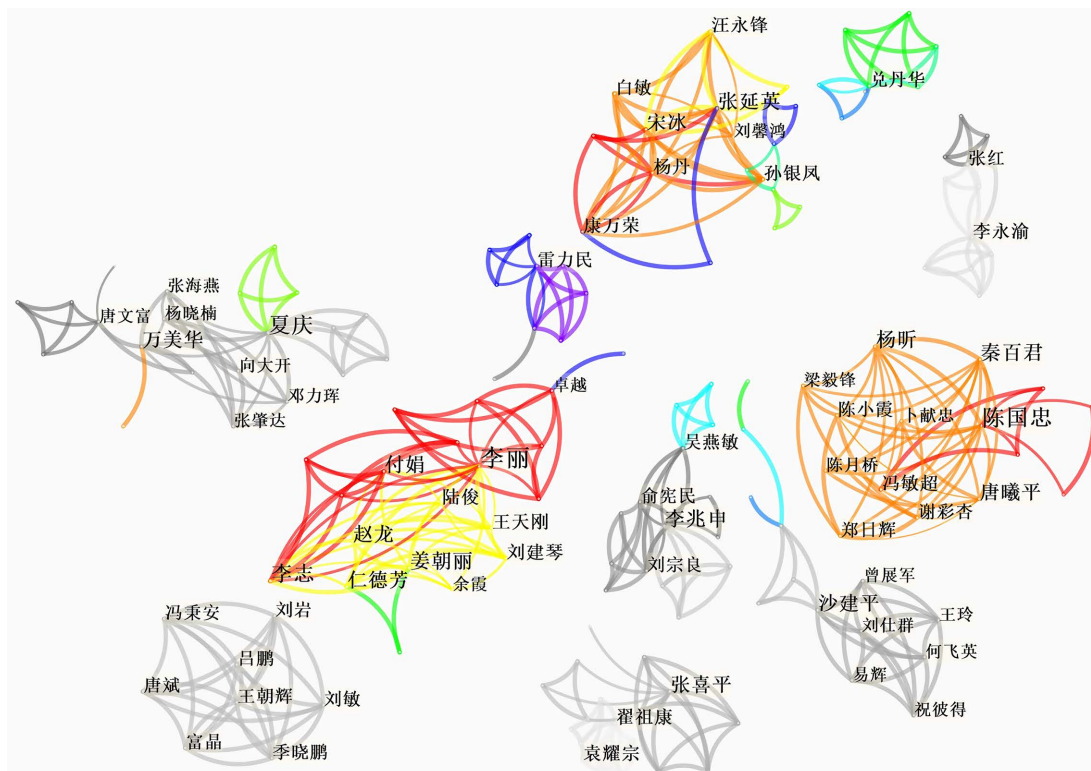 汪永锋
兑丹华
白敏
张延英
宋冰
刘馨鸿
张红
杨丹
孙银凤
康万荣
李永渝
雷力民
张海燕
唐文富
杨晓楠
夏庆
万美华
向大开
邓力珲
张肇达
卓越
杨昕
秦百君
梁毅锋
陈小霞
卜献忠
陈国忠
吴燕敏
付娟
李丽
陆俊
陈月桥
冯敏超
俞宪民
李兆申
唐曦平
谢彩杏
郑日辉
王天刚
赵龙
刘建琴
姜朝丽
李志
仁德芳
余霞
刘宗良
曾展军
沙建平
冯秉安
刘岩
刘仕群
王玲
吕鹏
何飞英
唐斌
王朝辉
刘敏
易辉
张喜平
翟祖康
祝彼得
富晶
季晓鹏
袁耀宗